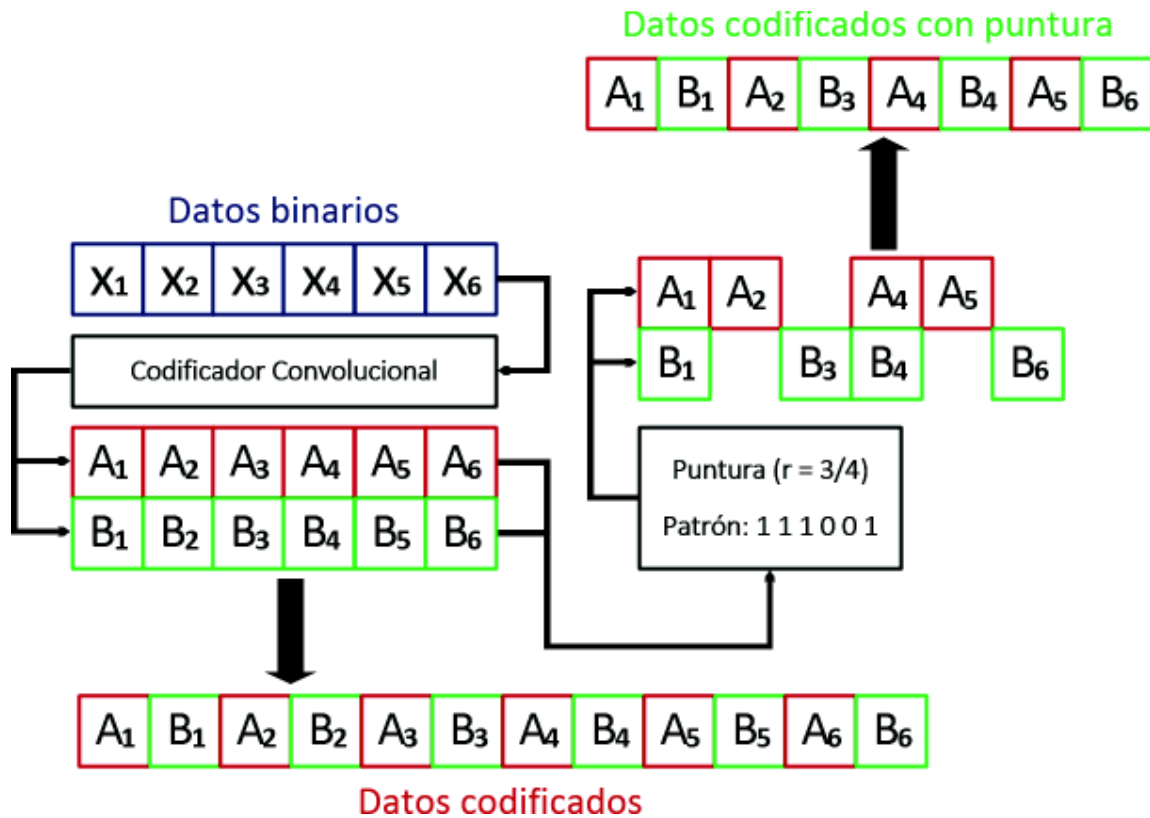 Datos codificados con puntura
A₁ B₁ A₂ B₃ A₄ B₄ A₅ B₆
Datos binarios
X₁ X₂ X₃ X₄ X₅ X₆
Codificador Convolucional
A₁ A₂ A₃ A₄ A₅ A₆
B₁ B₂ B₃ B₄ B₅ B₆
A₁ A₂ A₄ A₅
B₁ B₃ B₄ B₆
Puntura (r = 3/4)
Patrón: 1 1 1 0 0 1
A₁ B₁ A₂ B₂ A₃ B₃ A₄ B₄ A₅ B₅ A₆ B₆
Datos codificados